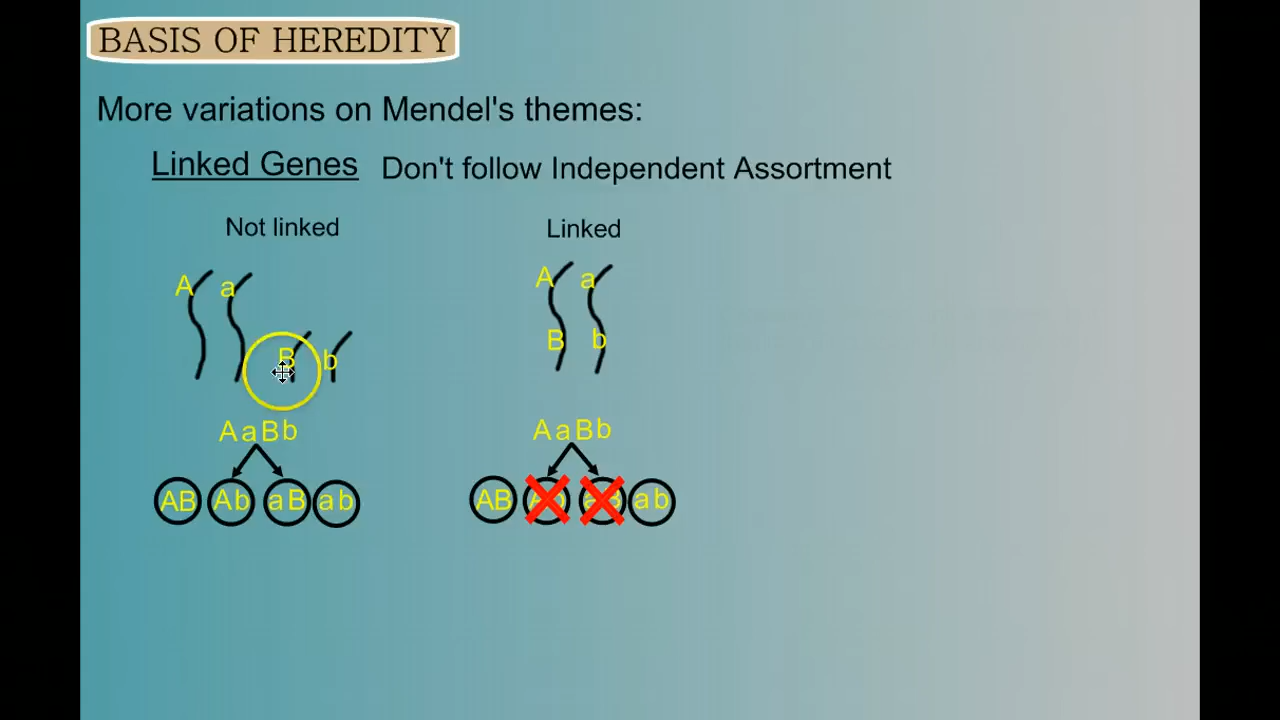 BASIS OF HEREDITY
More variations on Mendel's themes:
Linked Genes Don't follow Independent Assortment
Not linked Linked
A a A a
B b B b
AaBb AaBb
AB Ab aB ab AB ab